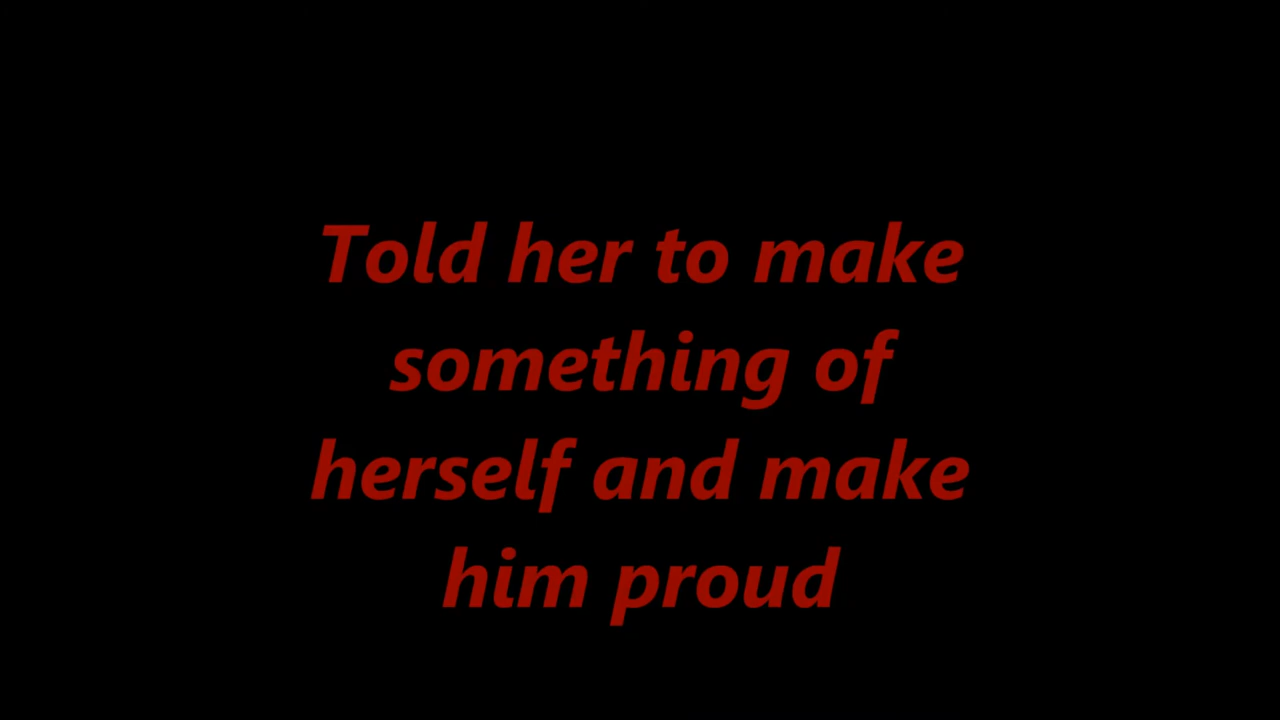 Told her to make
something of
herself and make
him proud